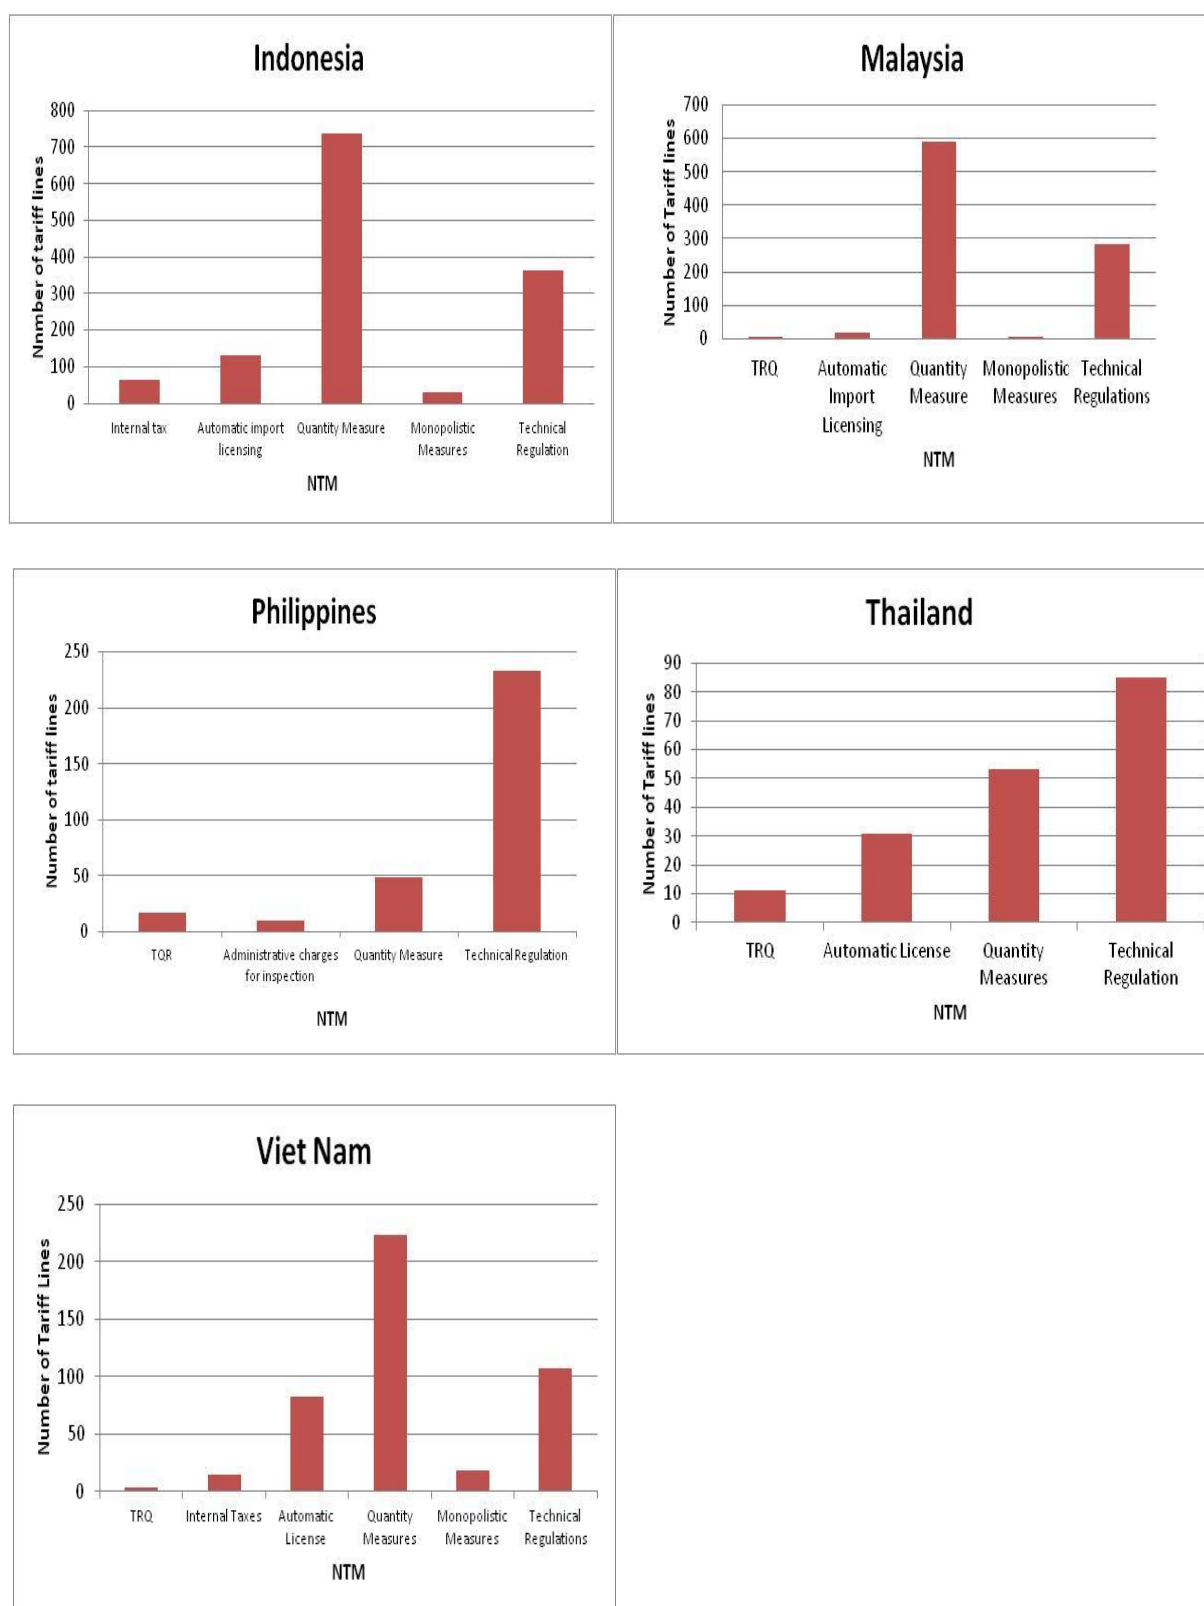 Indonesia
Nnmber of tariff lines
800
700
600
500
400
300
200
100
0
Internal tax
Automatic import
licensing
Quantity Measure
Monopolistic
Measures
Technical
Regulation
NTM
Malaysia
Number of Tariff lines
700
600
500
400
300
200
100
0
TRQ
Automatic
Import
Licensing
Quantity
Measure
Monopolistic
Measures
Technical
Regulations
NTM
Philippines
Number of tariff lines
250
200
150
100
50
0
TQR
Administrative charges
for inspection
Quantity Measure
Technical Regulation
NTM
Thailand
Number of Tariff lines
90
80
70
60
50
40
30
20
10
0
TRQ
Automatic License
Quantity
Measures
Technical
Regulation
NTM
Viet Nam
Number of Tariff Lines
250
200
150
100
50
0
TRQ
Internal Taxes
Automatic
License
Quantity
Measures
Monopolistic
Measures
Technical
Regulations
NTM